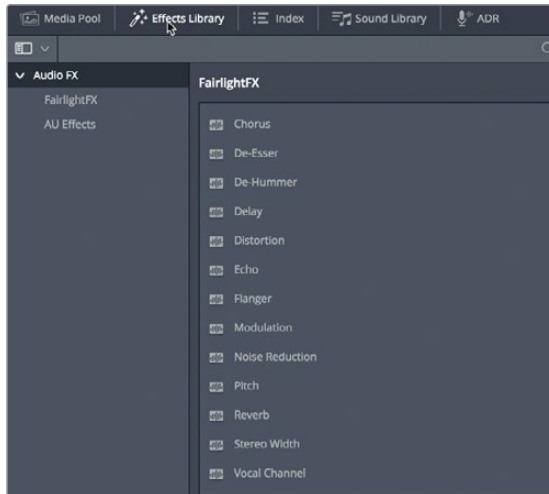 Media Pool Effects Library Index Sound Library ADR
Audio FX
FairlightFX
AU Effects
FairlightFX
Chorus
De-Esser
De-Hummer
Delay
Distortion
Echo
Flanger
Modulation
Noise Reduction
Pitch
Reverb
Stereo Width
Vocal Channel